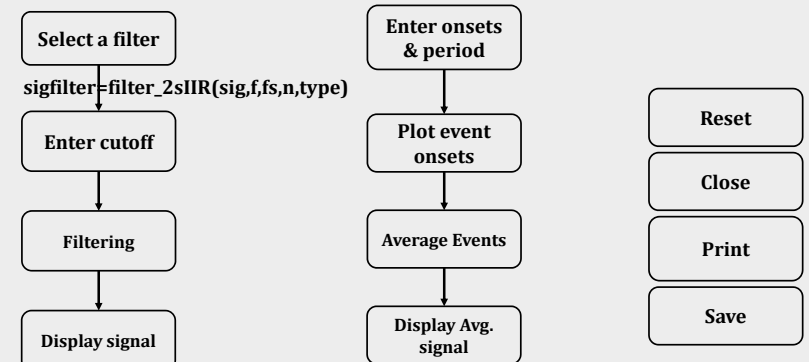 Select a filter
sigfilter=filter_2sIIR(sig,f,fs,n,type)
Enter cutoff
Filtering
Display signal
Enter onsets
& period
Plot event
onsets
Average Events
Display Avg.
signal
Reset
Close
Print
Save